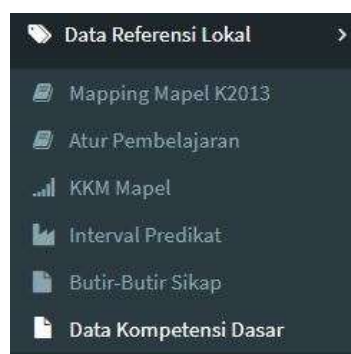 Data Referensi Lokal
Mapping Mapel K2013
Atur Pembelajaran
KKM Mapel
Interval Predikat
Butir-Butir Sikap
Data Kompetensi Dasar